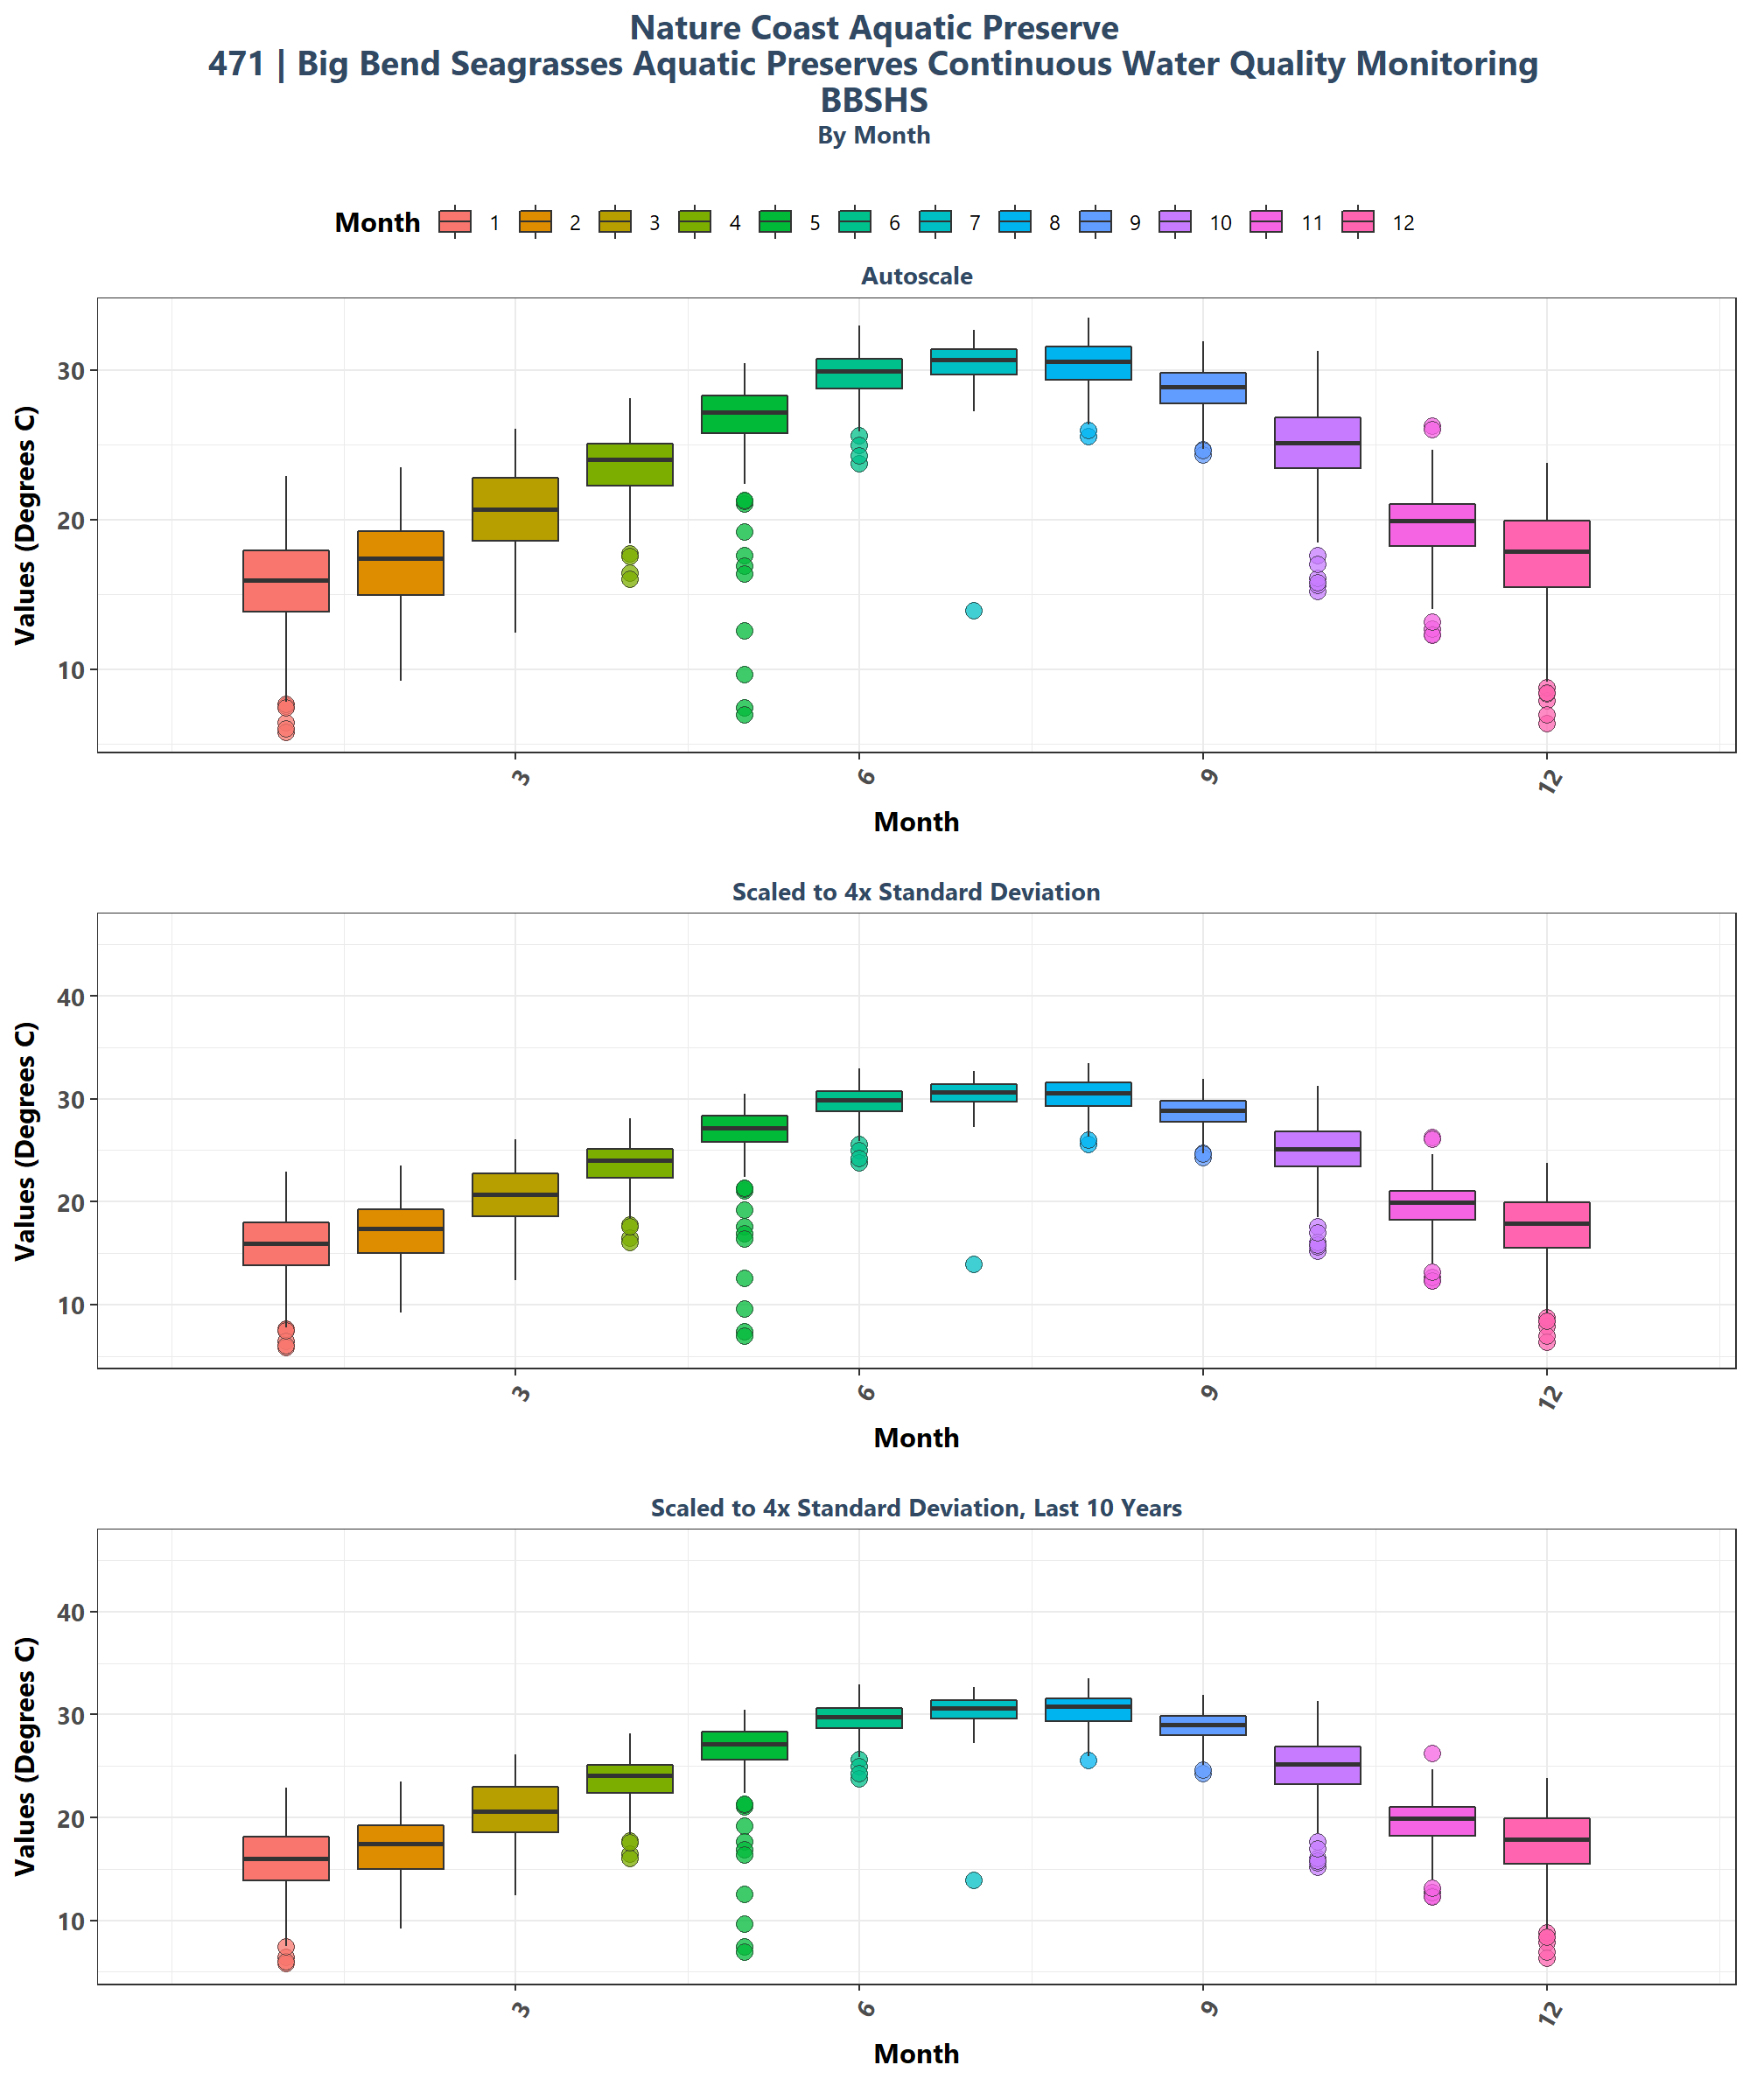 Nature Coast Aquatic Preserve
471 | Big Bend Seagrasses Aquatic Preserves Continuous Water Quality Monitoring
BBSHS
By Month
Month 1 2 3 4 5 6 7 8 9 10 11 12
Autoscale
Values (Degrees C)
30
20
10
3 6 9 12
Month
Scaled to 4x Standard Deviation
Values (Degrees C)
40
30
20
10
3 6 9 12
Month
Scaled to 4x Standard Deviation, Last 10 Years
Values (Degrees C)
40
30
20
10
3 6 9 12
Month